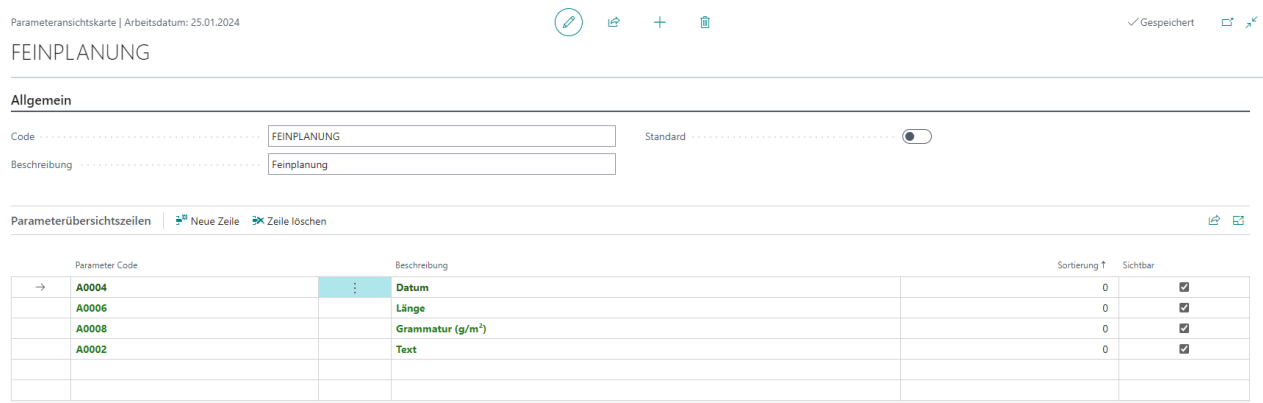 Parameteransichtskarte | Arbeitsdatum: 25.01.2024
Gespeichert
FEINPLANUNG
Allgemein
Code FEINPLANUNG Standard
Beschreibung Feinplanung
Parameterübersichtszeilen Neue Zeile Zeile löschen
Parameter Code Beschreibung Sortierung ↑ Sichtbar
→ A0004 Datum 0
A0006 Länge 0
A0008 Grammatur (g/m²) 0
A0002 Text 0